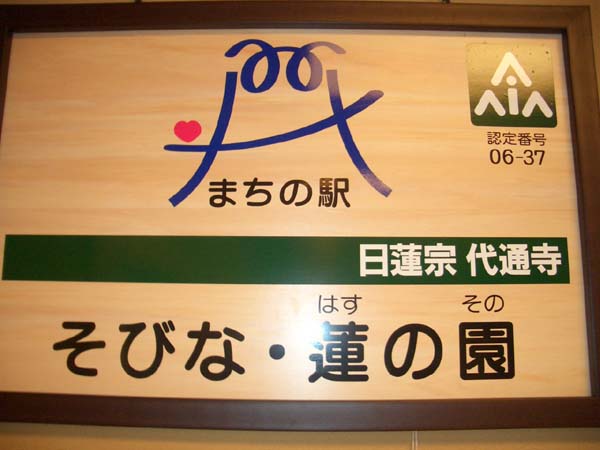 まちの駅
認定番号
06-37
日蓮宗 代通寺
はす その
そびな・蓮の園